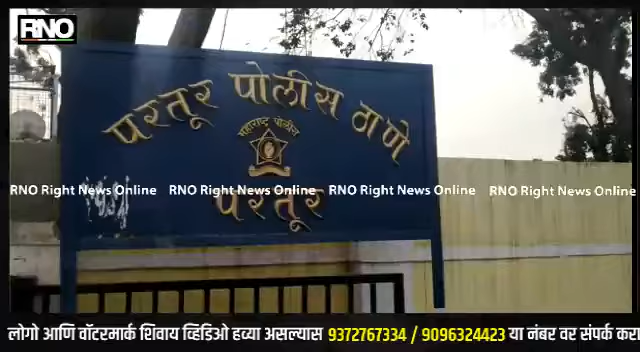 RNO
परतूर पोलीस ठाणे
महाराष्ट्र पोलीस
परतूर
RNO Right News Online RNO Right News Online RNO Right News Online RNO Right News Online
लोगो आणि वॉटरमार्क शिवाय व्हिडिओ हव्या असल्यास 9372767334 / 9096324423 या नंबर वर संपर्क करा